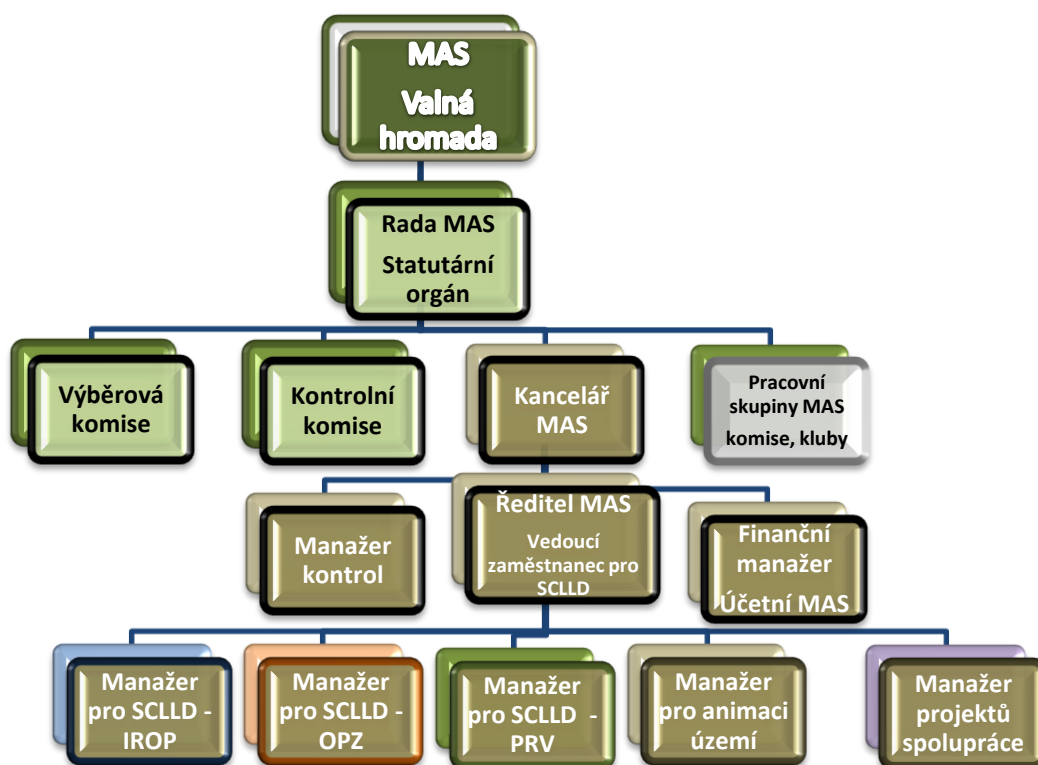 MAS
Valná
hromada
Rada MAS
Statutární
orgán
Výběrová
komise
Kontrolní
komise
Kancelář
MAS
Pracovní
skupiny MAS
komise, kluby
Manažer
kontrol
Ředitel MAS
Vedoucí
zaměstnanec pro
SCLLD
Finanční
manažer
Účetní MAS
Manažer
pro SCLLD -
IROP
Manažer
pro SCLLD -
OPZ
Manažer
pro SCLLD -
PRV
Manažer
pro animaci
území
Manažer
projektů
spolupráce